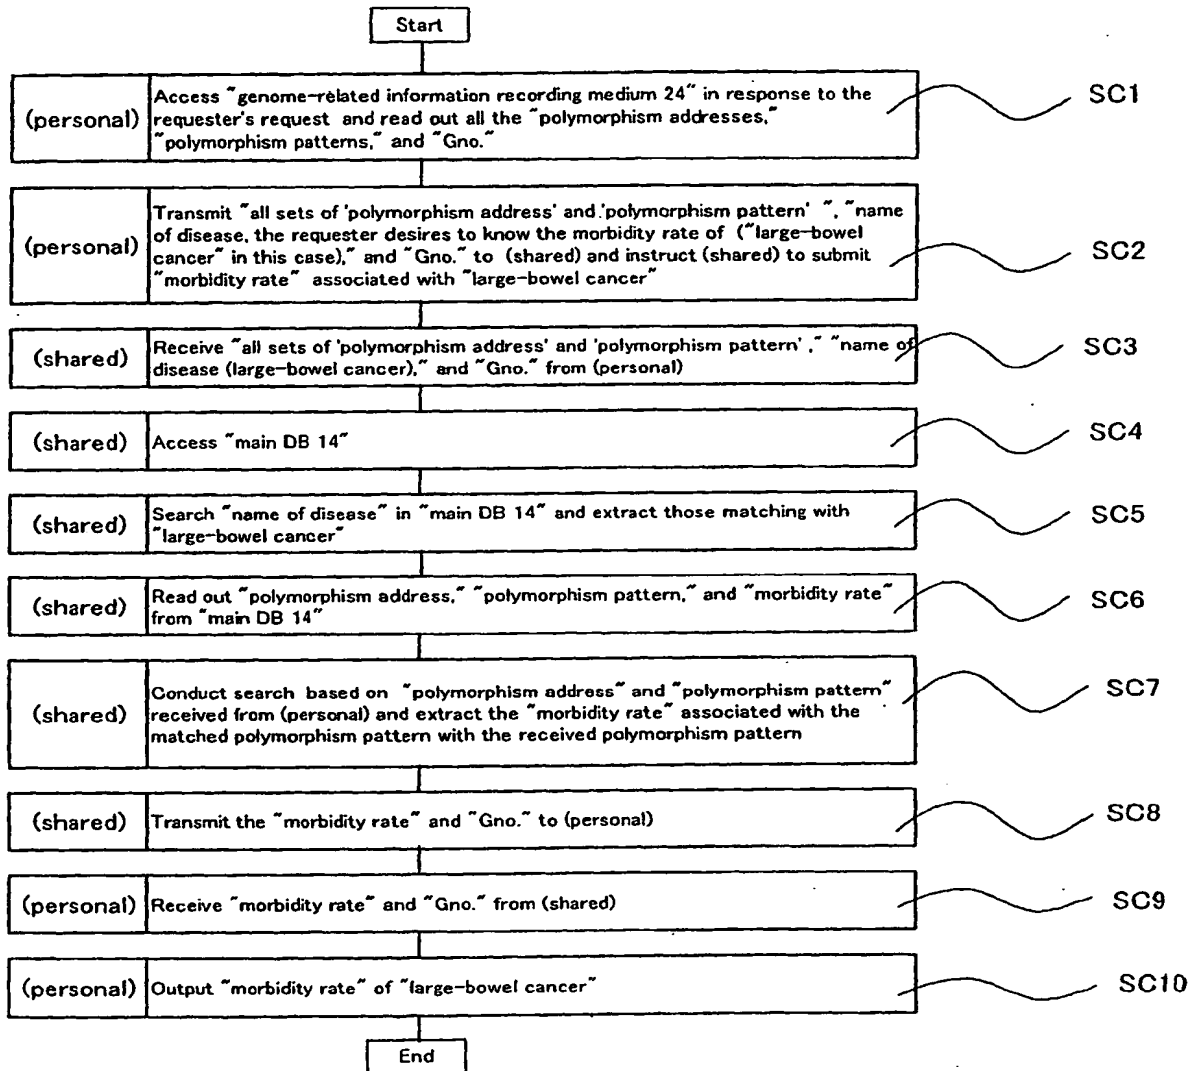 Start
(personal)
Access "genome-related information recording medium 24" in response to the
requester's request and read out all the "polymorphism addresses,"
"polymorphism patterns," and "Gno."
SC1
(personal)
Transmit "all sets of 'polymorphism address' and 'polymorphism pattern' ", "name
of disease, the requester desires to know the morbidity rate of ("large-bowel
cancer" in this case)," and "Gno." to (shared) and instruct (shared) to submit
"morbidity rate" associated with "large-bowel cancer"
SC2
(shared)
Receive "all sets of 'polymorphism address' and 'polymorphism pattern' ," "name of
disease (large-bowel cancer)," and "Gno." from (personal)
SC3
(shared)
Access "main DB 14"
SC4
(shared)
Search "name of disease" in "main DB 14" and extract those matching with
"large-bowel cancer"
SC5
(shared)
Read out "polymorphism address," "polymorphism pattern," and "morbidity rate"
from "main DB 14"
SC6
(shared)
Conduct search based on "polymorphism address" and "polymorphism pattern"
received from (personal) and extract the "morbidity rate" associated with the
matched polymorphism pattern with the received polymorphism pattern
SC7
(shared)
Transmit the "morbidity rate" and "Gno." to (personal)
SC8
(personal)
Receive "morbidity rate" and "Gno." from (shared)
SC9
(personal)
Output "morbidity rate" of "large-bowel cancer"
SC10
End